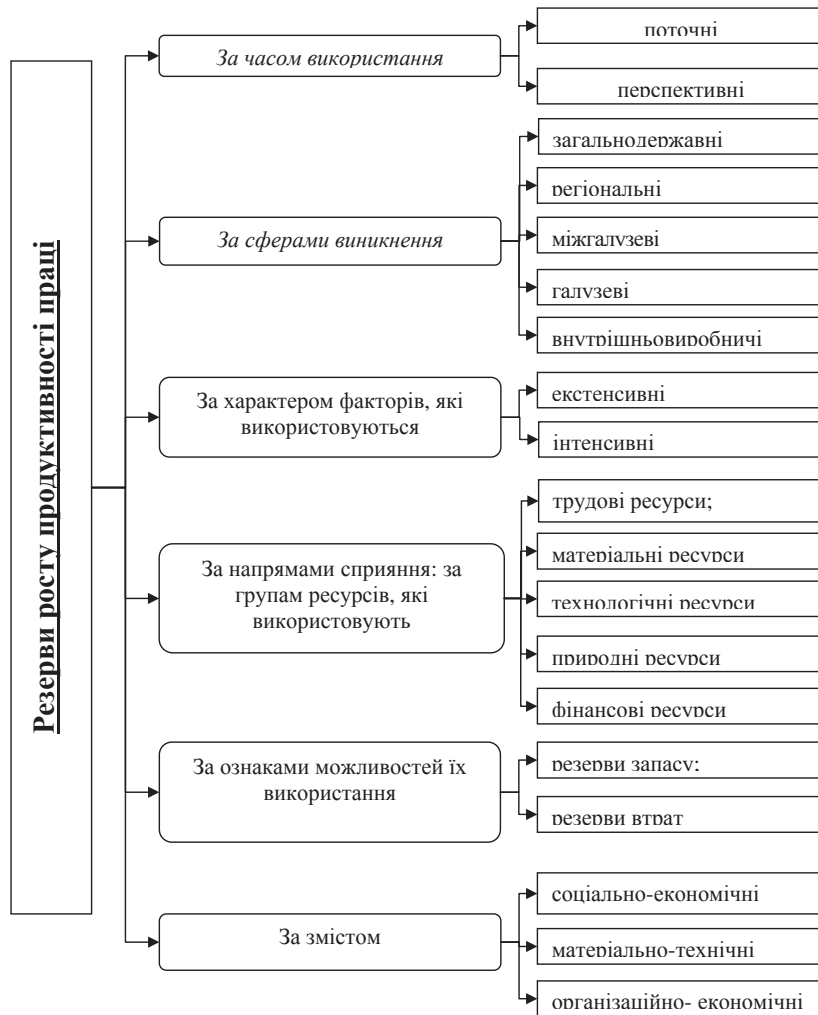 Резерви росту продуктивності праці
За часом використання
поточні
перспективні
За сферами виникнення
загальнодержавні
регіональні
міжгалузеві
галузеві
внутрішньовиробничі
За характером факторів, які
використовуються
екстенсивні
інтенсивні
За напрямами сприяння: за
групам ресурсів, які
використовують
трудові ресурси;
матеріальні ресурси
технологічні ресурси
природні ресурси
фінансові ресурси
За ознаками можливостей їх
використання
резерви запасу;
резерви втрат
За змістом
соціально-економічні
матеріально-технічні
організаційно- економічні